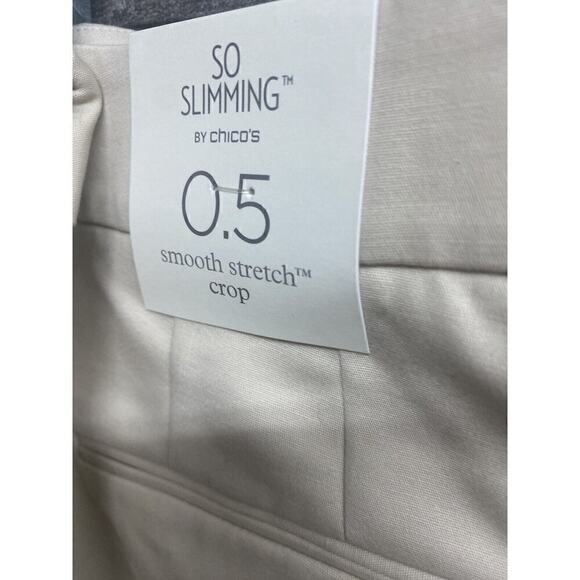 SO
SLIMMING™
BY chico's
0.5
smooth stretch™
crop